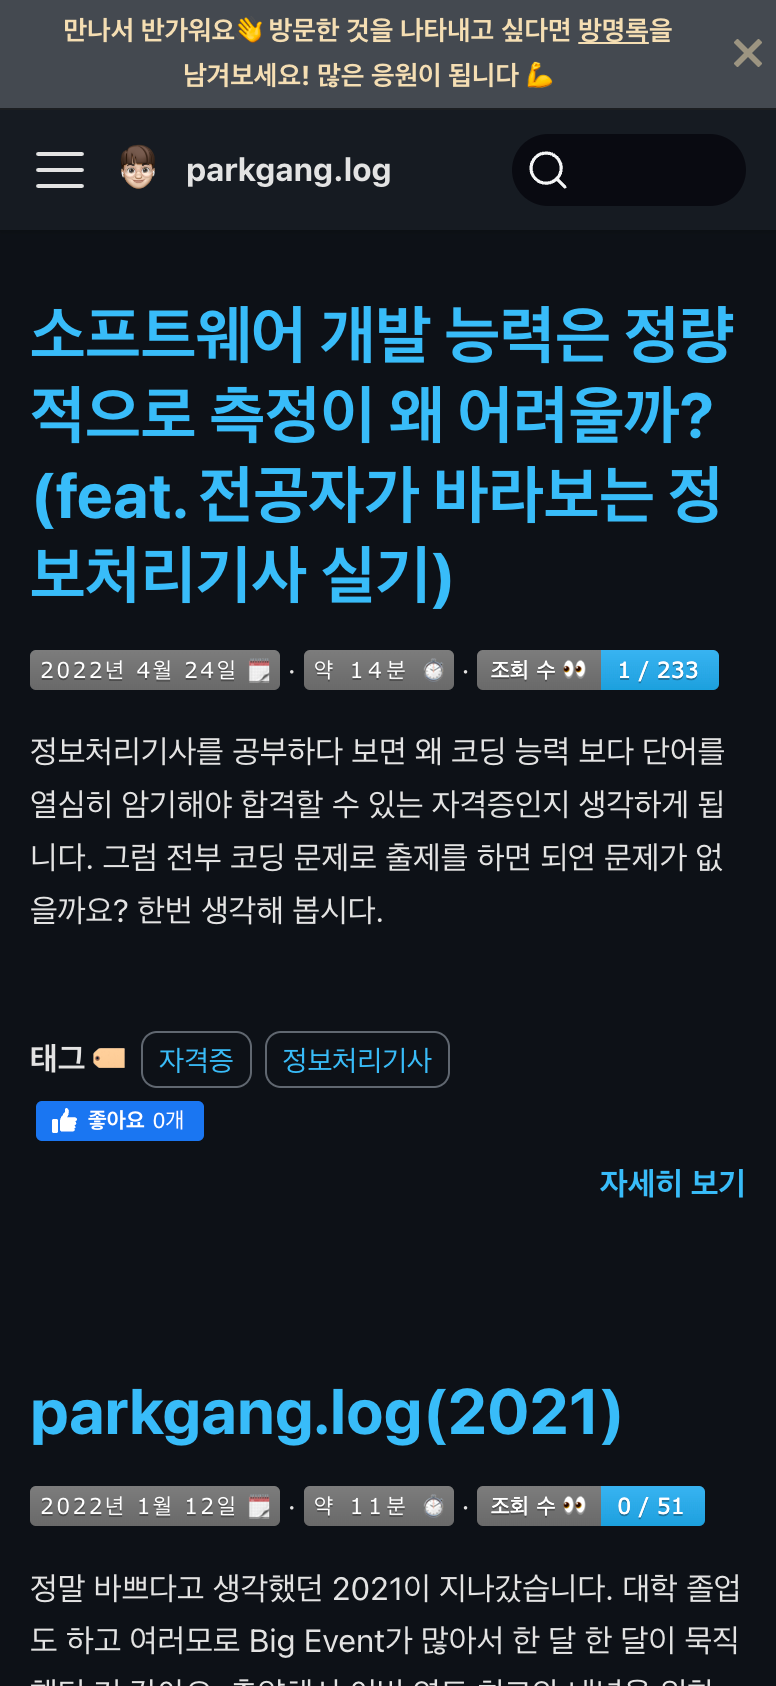 만나서 반가워요👋 방문한 것을 나타내고 싶다면 방명록을
남겨보세요! 많은 응원이 됩니다 💪
parkgang.log
소프트웨어 개발 능력은 정량
적으로 측정이 왜 어려울까?
(feat. 전공자가 바라보는 정
보처리기사 실기)
2022년 4월 24일 🗓 · 약 14분 ⏱ · 조회 수 👀 1 / 233
정보처리기사를 공부하다 보면 왜 코딩 능력 보다 단어를
열심히 암기해야 합격할 수 있는 자격증인지 생각하게 됩
니다. 그럼 전부 코딩 문제로 출제를 하면 되연 문제가 없
을까요? 한번 생각해 봅시다.
태그 🏷 자격증 정보처리기사
좋아요 0개
자세히 보기
parkgang.log(2021)
2022년 1월 12일 🗓 · 약 11분 ⏱ · 조회 수 👀 0 / 51
정말 바쁘다고 생각했던 2021이 지나갔습니다. 대학 졸업
도 하고 여러모로 Big Event가 많아서 한 달 한 달이 묵직